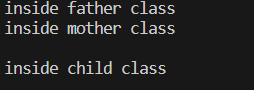 inside father class
inside mother class
inside child class